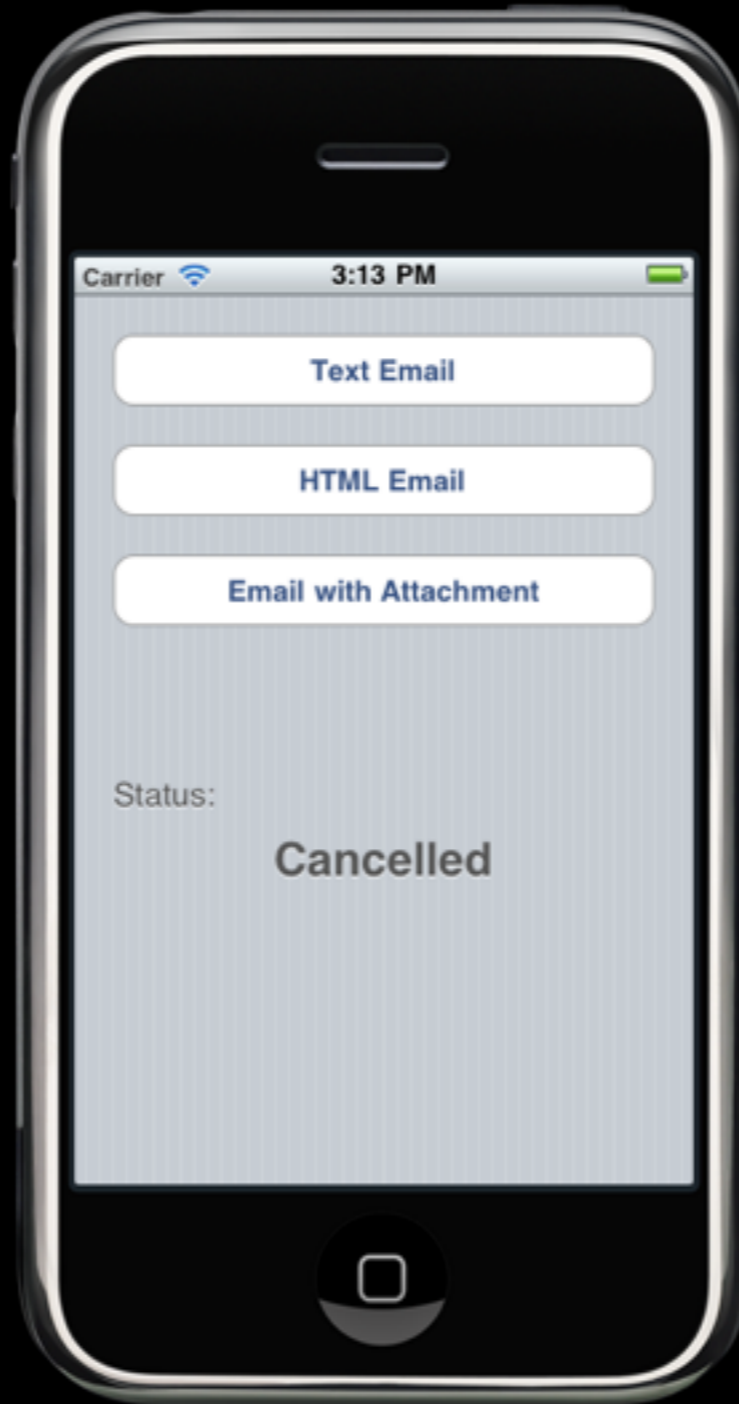 Carrier 3:13 PM
Text Email
HTML Email
Email with Attachment
Status:
Cancelled